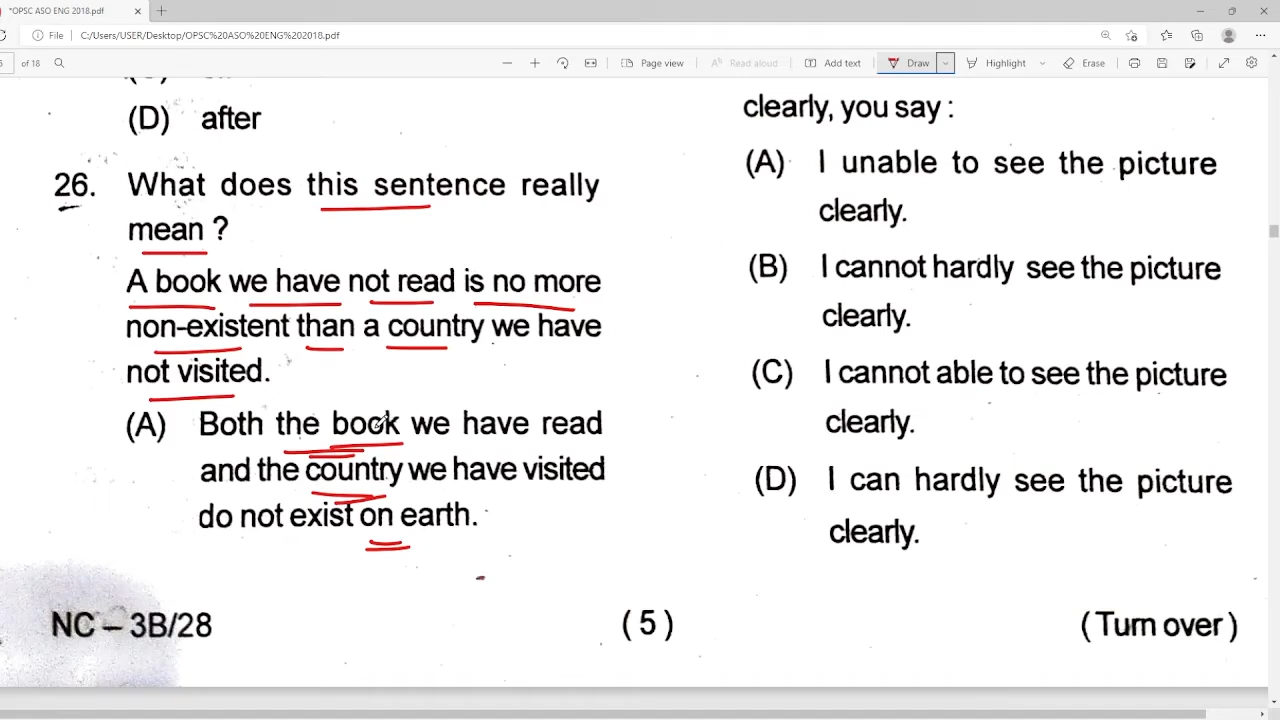 *OPSC ASO ENG 2018.pdf
File
C:/Users/USER/Desktop/OPSC%20ASO%20ENG%202018.pdf
of 18
Page view
Read aloud
Add text
Draw
Highlight
Erase
(D) after
26. What does this sentence really
mean ?
A book we have not read is no more
non-existent than a country we have
not visited.
(A) Both the book we have read
and the country we have visited
do not exist on earth.
clearly, you say :
(A) I unable to see the picture
clearly.
(B) I cannot hardly see the picture
clearly.
(C) I cannot able to see the picture
clearly.
(D) I can hardly see the picture
clearly.
NC – 3B/28
( 5 )
( Turn over )